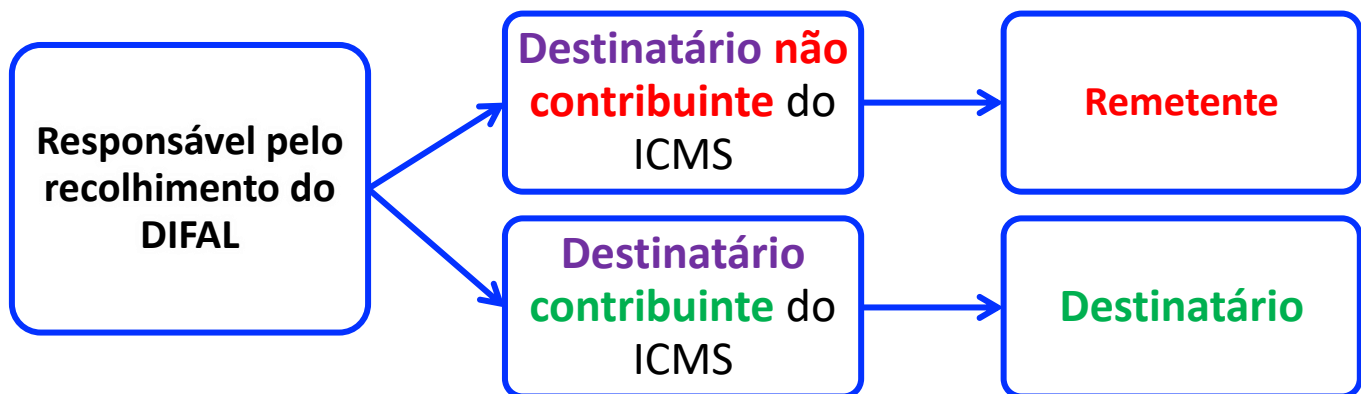 Responsável pelo
recolhimento do
DIFAL
Destinatário não
contribuinte do
ICMS
Remetente
Destinatário
contribuinte do
ICMS
Destinatário